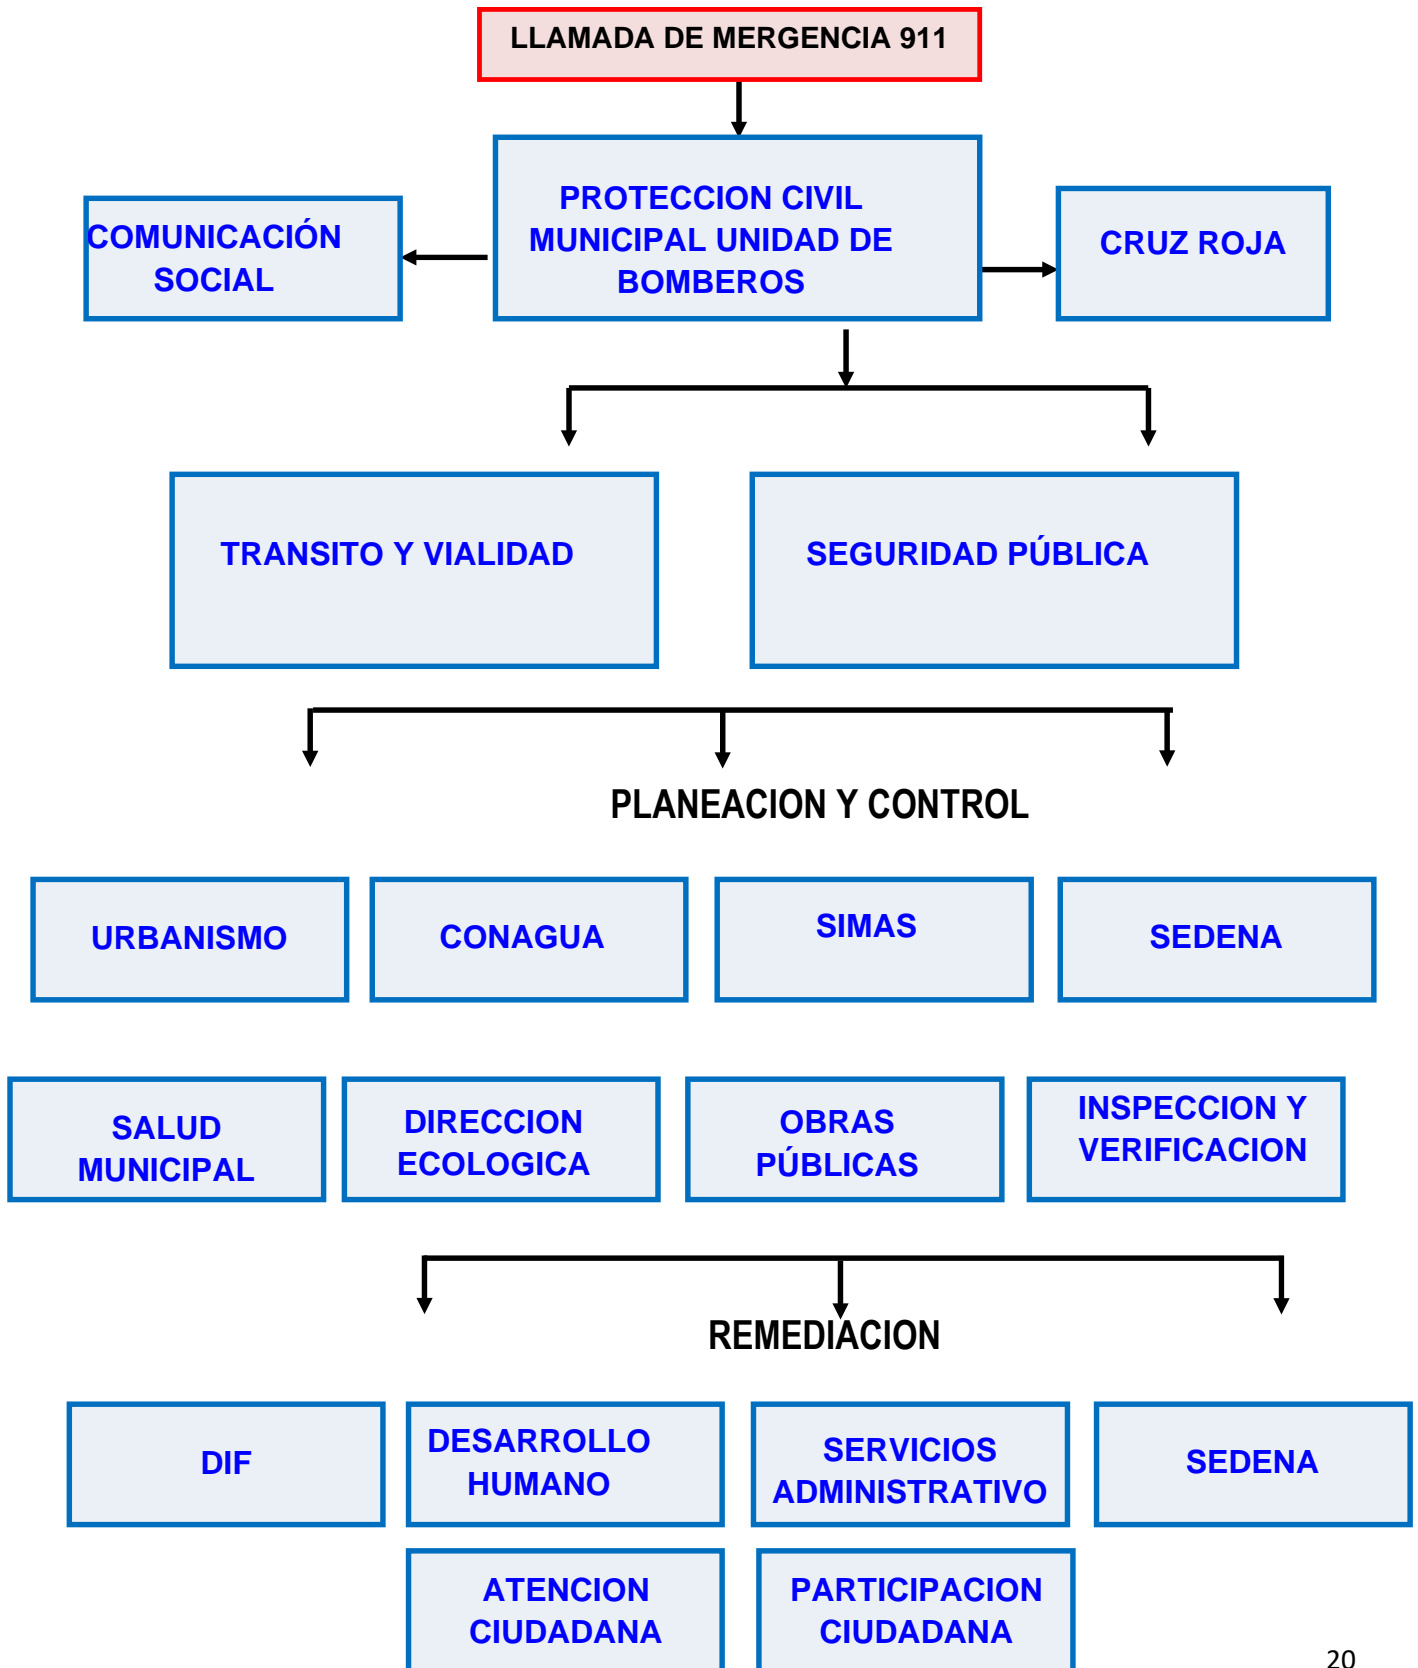 LLAMADA DE MERGENCIA 911
PROTECCION CIVIL
MUNICIPAL UNIDAD DE
BOMBEROS
COMUNICACIÓN
SOCIAL
CRUZ ROJA
TRANSITO Y VIALIDAD
SEGURIDAD PÚBLICA
PLANEACION Y CONTROL
URBANISMO
CONAGUA
SIMAS
SEDENA
SALUD
MUNICIPAL
DIRECCION
ECOLOGICA
OBRAS
PÚBLICAS
INSPECCION Y
VERIFICACION
REMEDIACION
DIF
DESARROLLO
HUMANO
SERVICIOS
ADMINISTRATIVO
SEDENA
ATENCION
CIUDADANA
PARTICIPACION
CIUDADANA
20